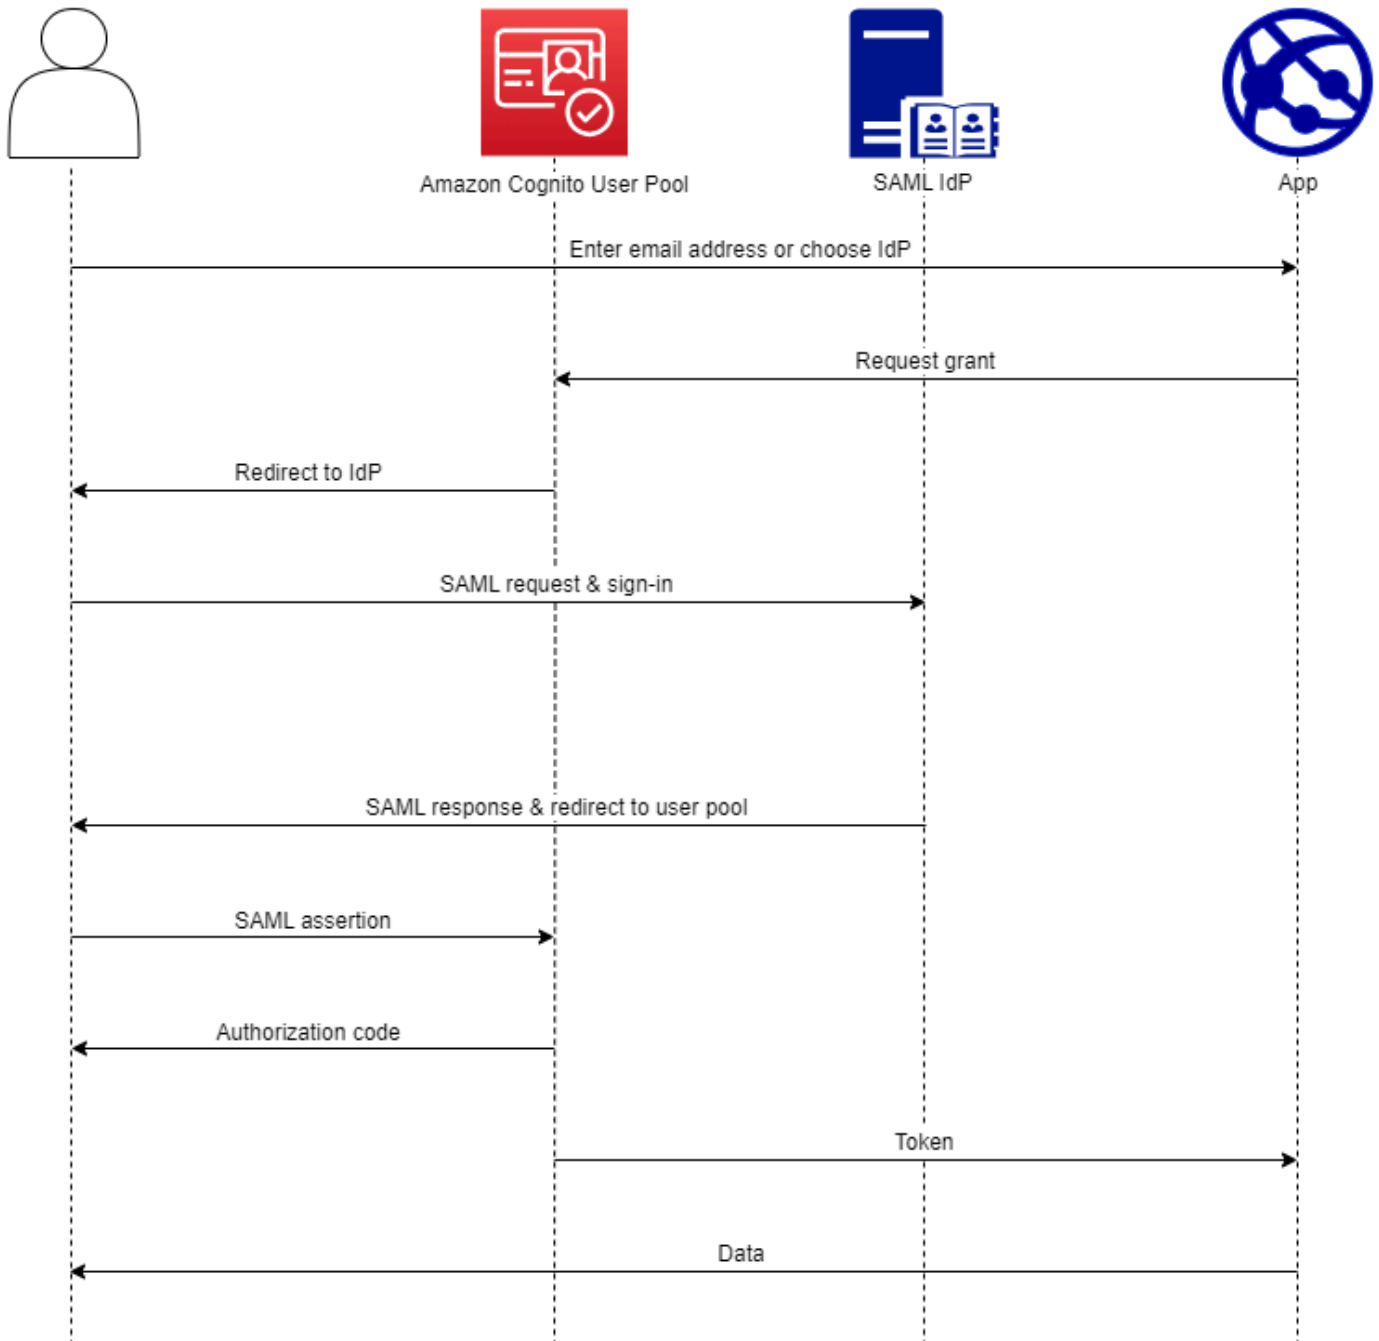 Amazon Cognito User Pool
SAML IdP
App
Enter email address or choose IdP
Request grant
Redirect to IdP
SAML request & sign-in
SAML response & redirect to user pool
SAML assertion
Authorization code
Token
Data